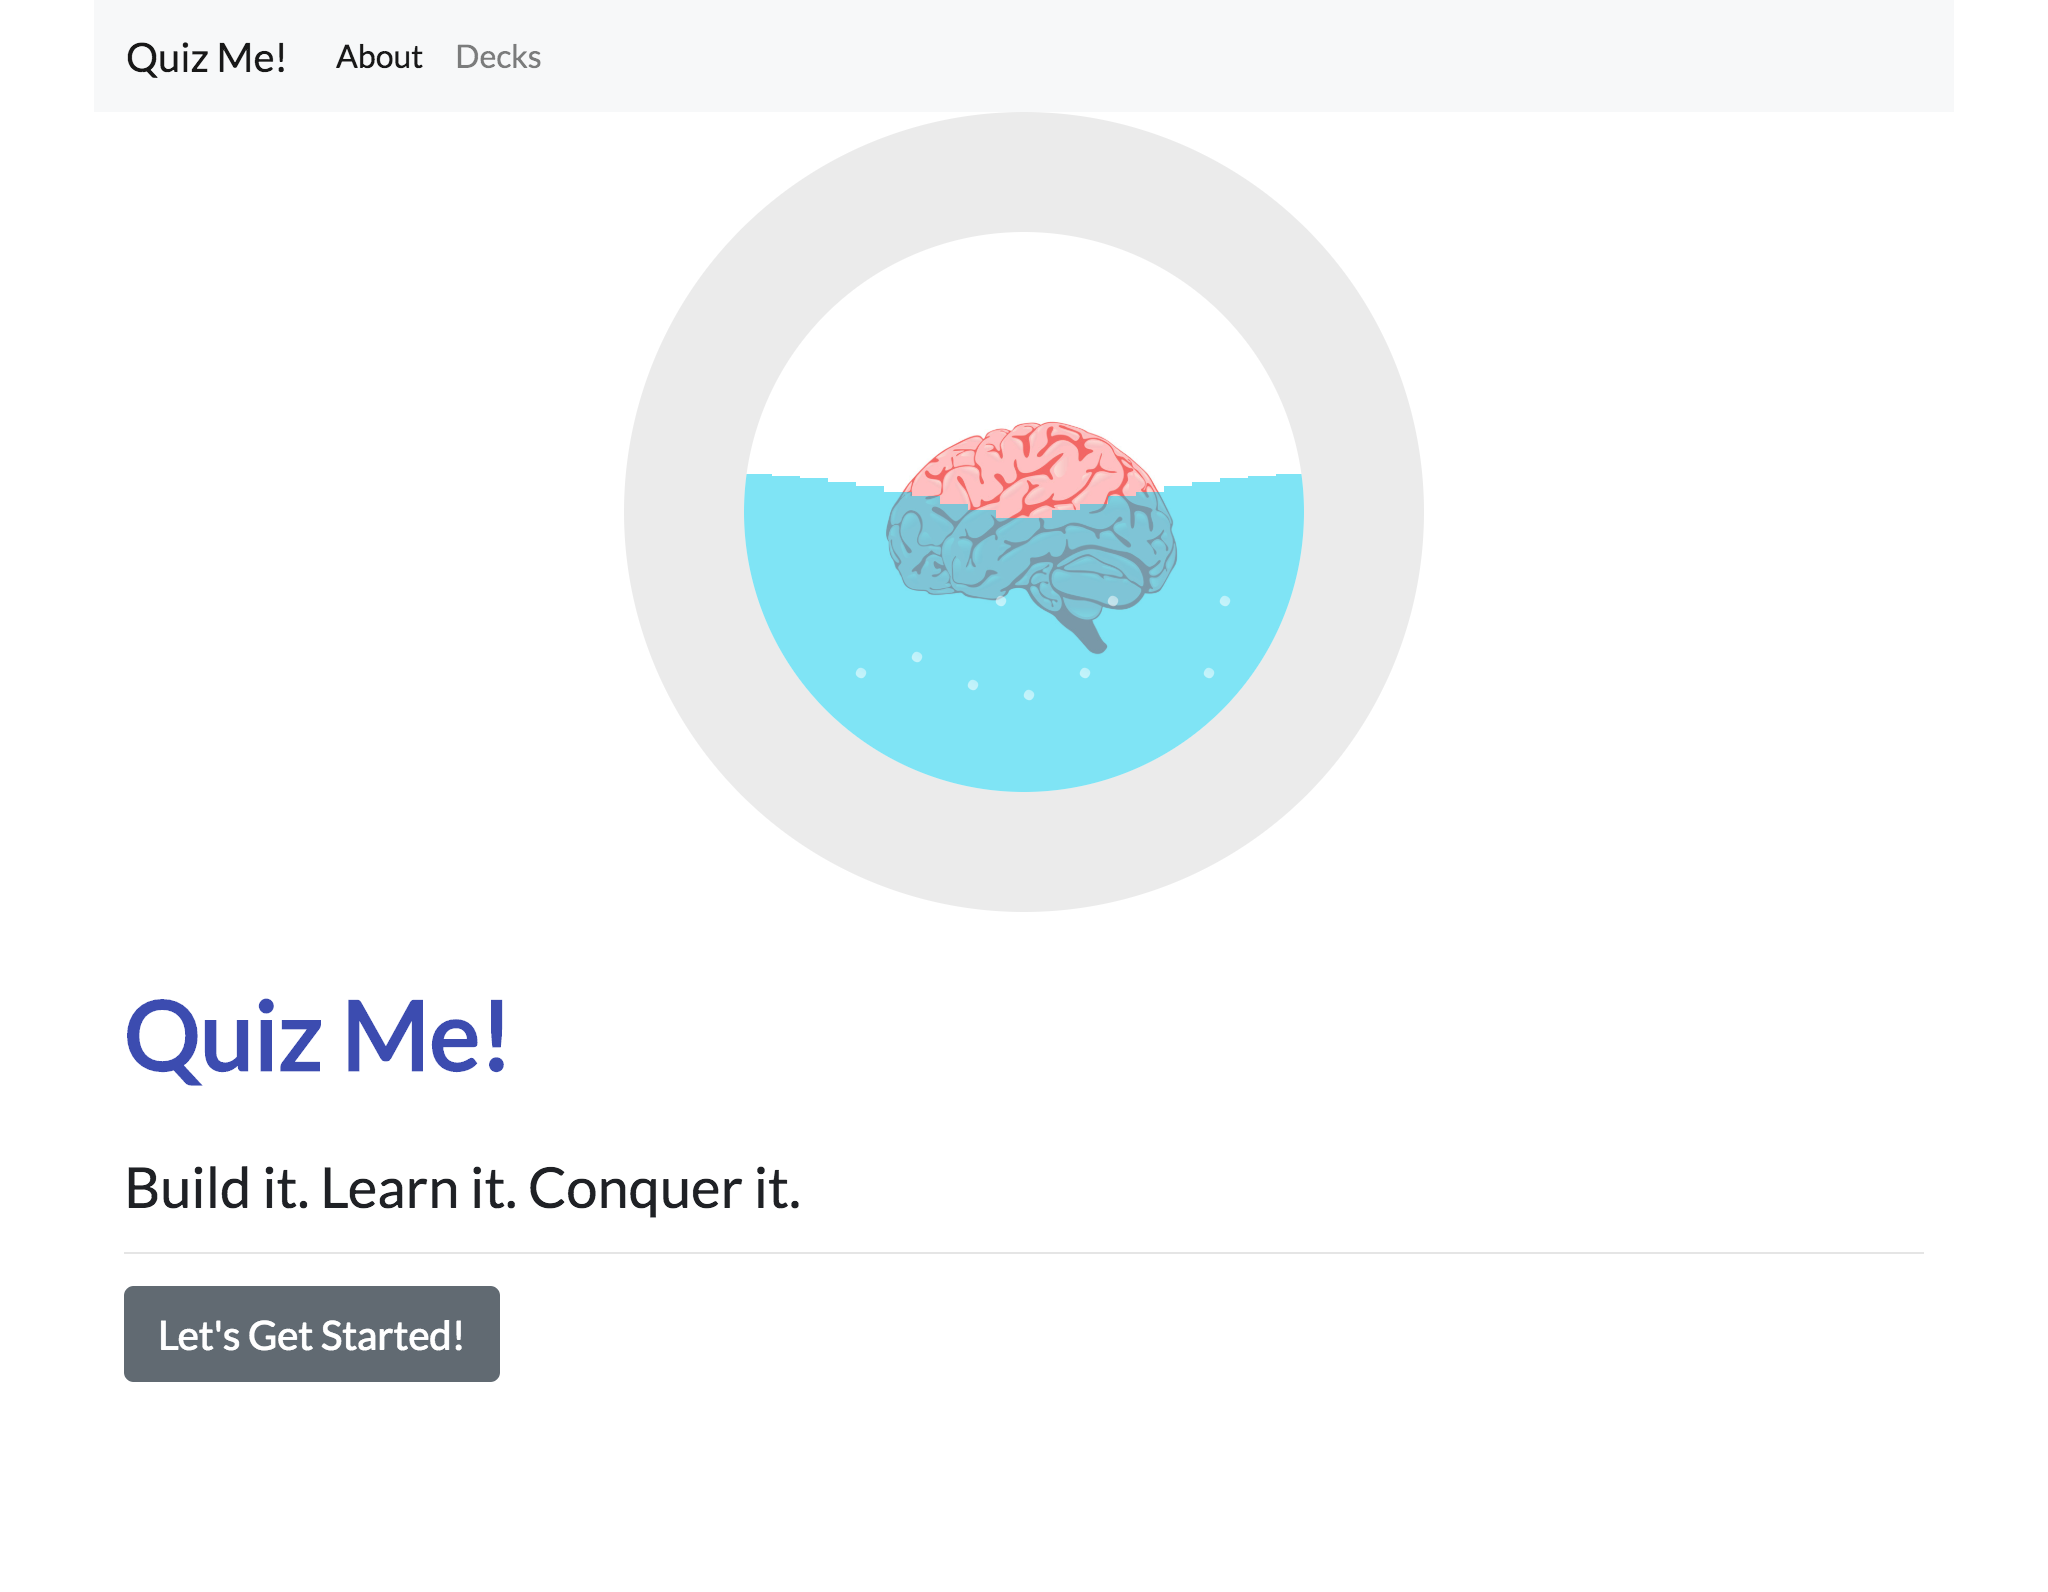 Quiz Me! About Decks
Quiz Me!
Build it. Learn it. Conquer it.
Let's Get Started!